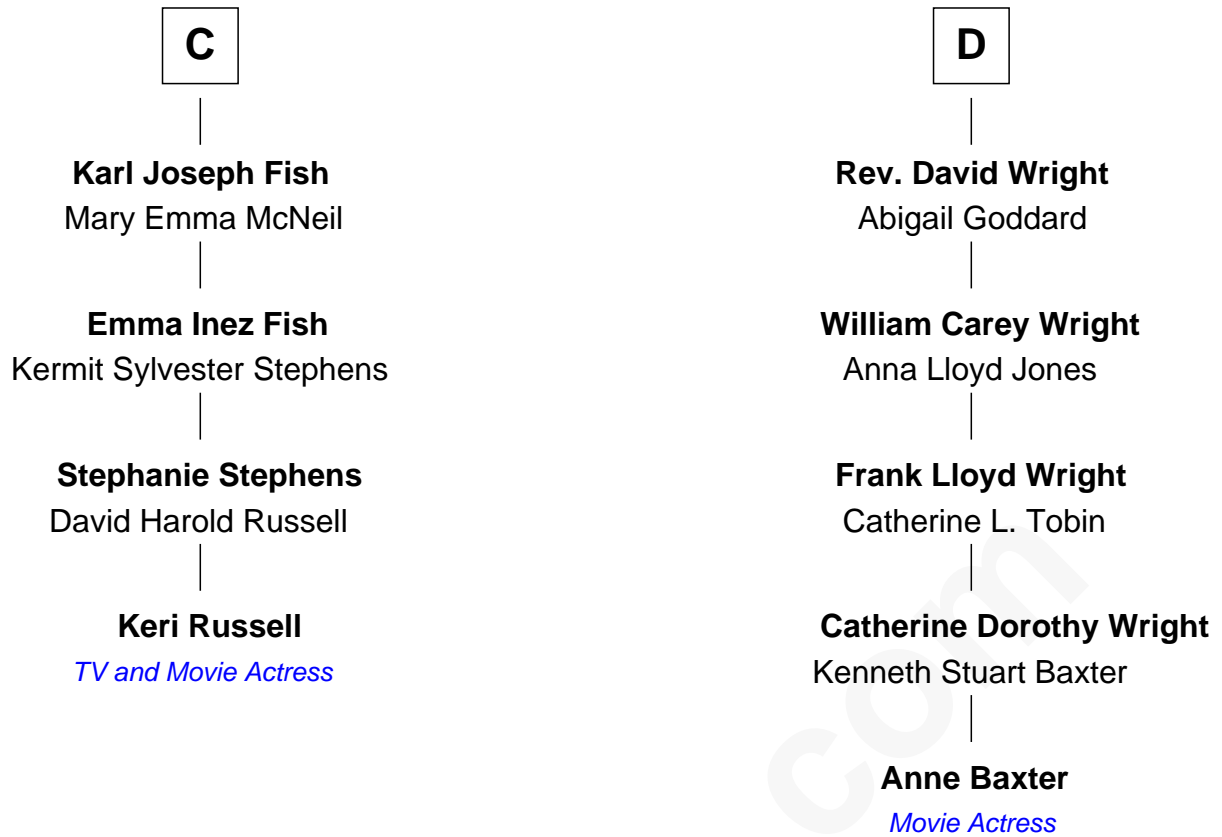 C
Karl Joseph Fish
Mary Emma McNeil
Emma Inez Fish
Kermit Sylvester Stephens
Stephanie Stephens
David Harold Russell
Keri Russell
TV and Movie Actress
D
Rev. David Wright
Abigail Goddard
William Carey Wright
Anna Lloyd Jones
Frank Lloyd Wright
Catherine L. Tobin
Catherine Dorothy Wright
Kenneth Stuart Baxter
Anne Baxter
Movie Actress
com